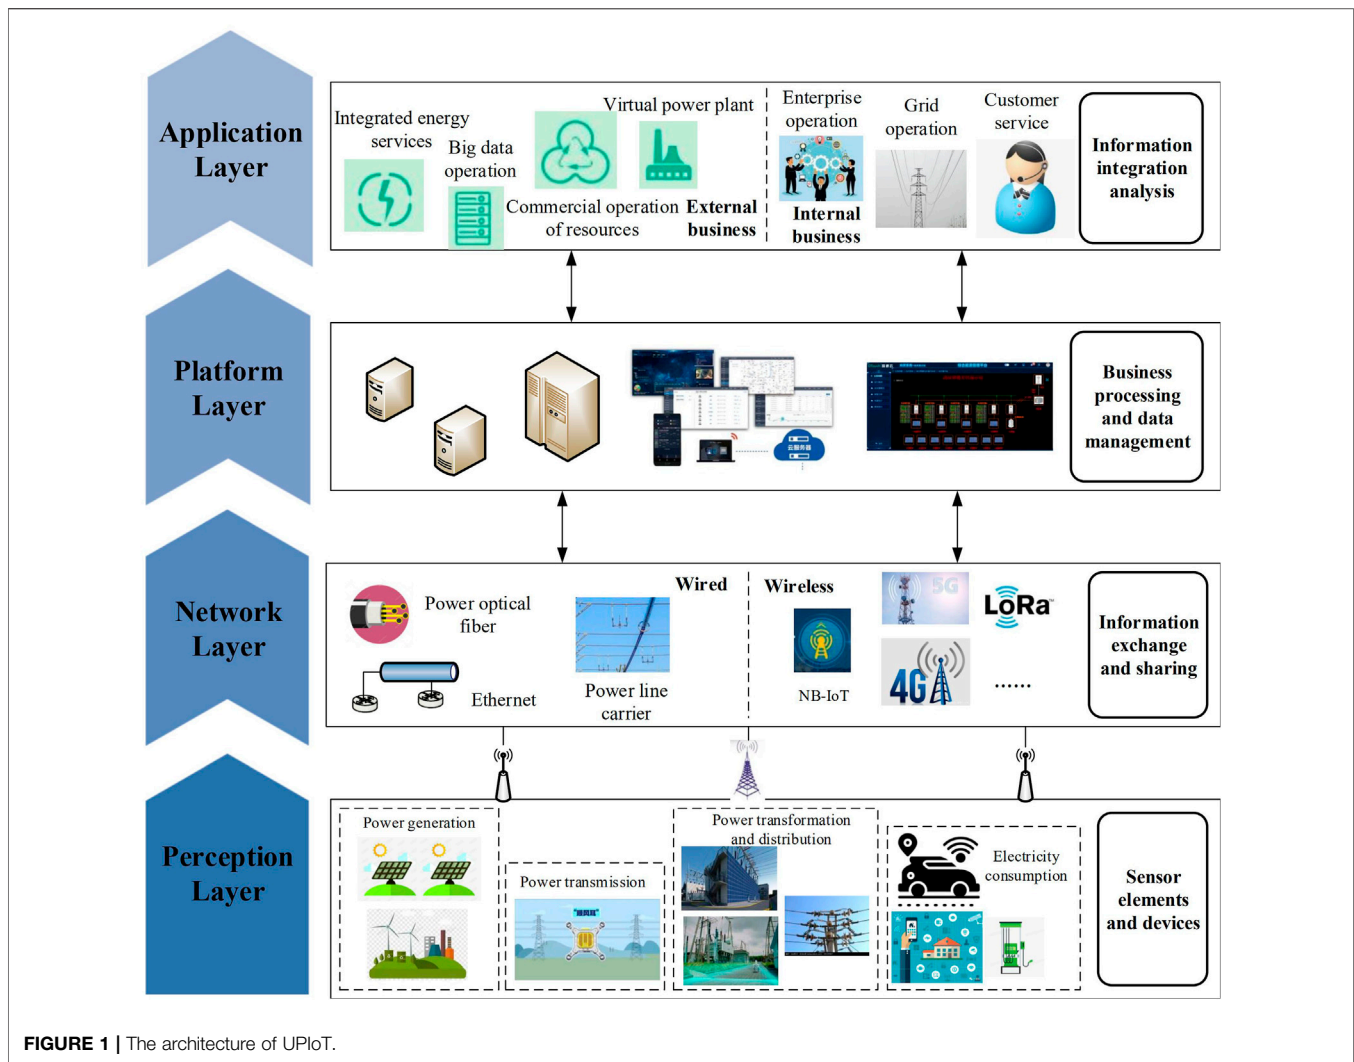 Application
Layer
Integrated energy
services
Big data
operation
Commercial operation
of resources
Virtual power plant
External
business
Enterprise
operation
Internal
business
Grid
operation
Customer
service
Information
integration
analysis
Platform
Layer
云服务器
Business
processing
and data
management
Network
Layer
Power optical
fiber
Ethernet
Wired
Power line
carrier
Wireless
NB-IoT
5G
LoRa
4G
......
Information
exchange
and sharing
Perception
Layer
Power generation
Power transmission
Power transformation
and distribution
Electricity
consumption
Sensor
elements
and devices
FIGURE 1 | The architecture of UPIoT.